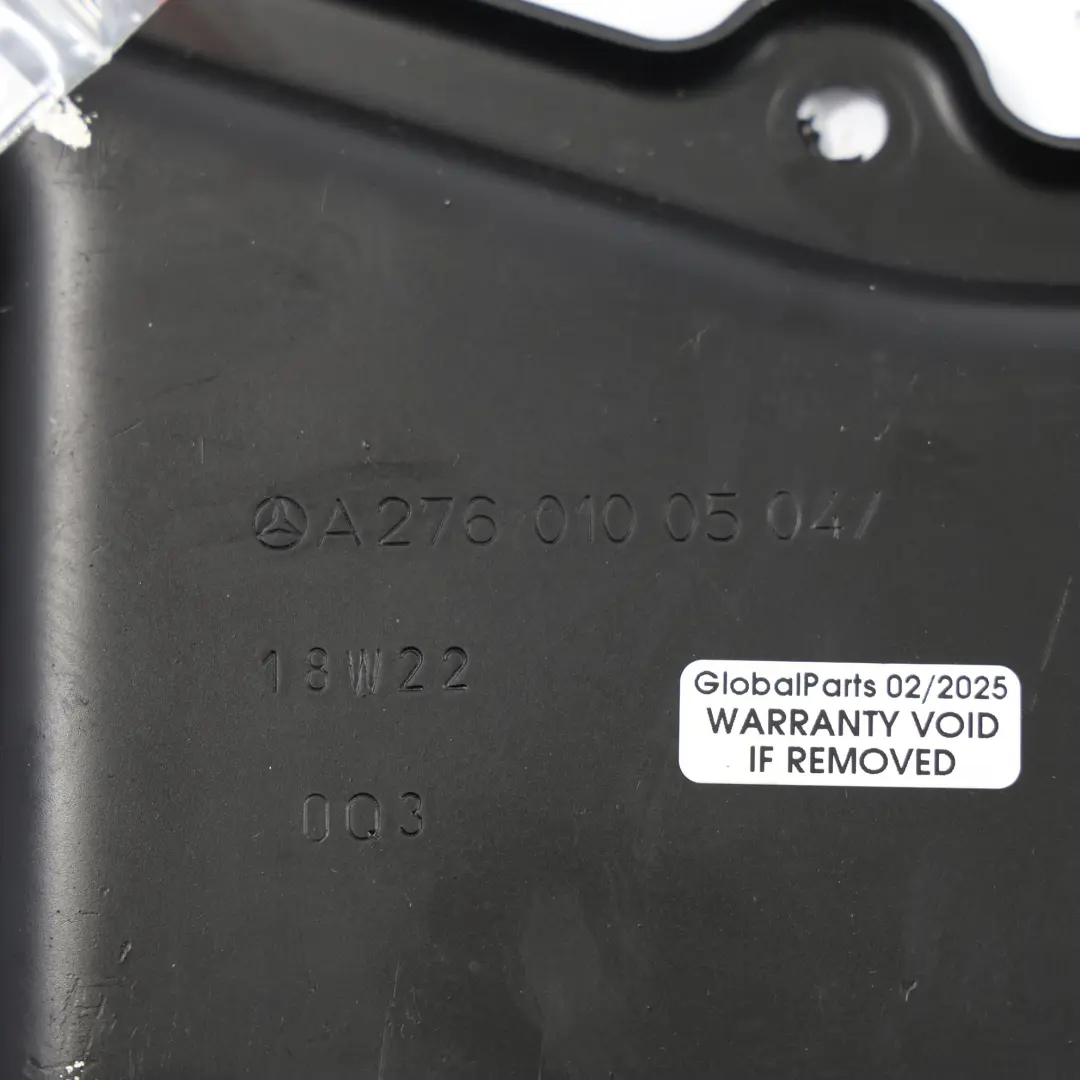 A 276 010 05 04 /
18W22
0Q3
GlobalParts 02/2025
WARRANTY VOID
IF REMOVED